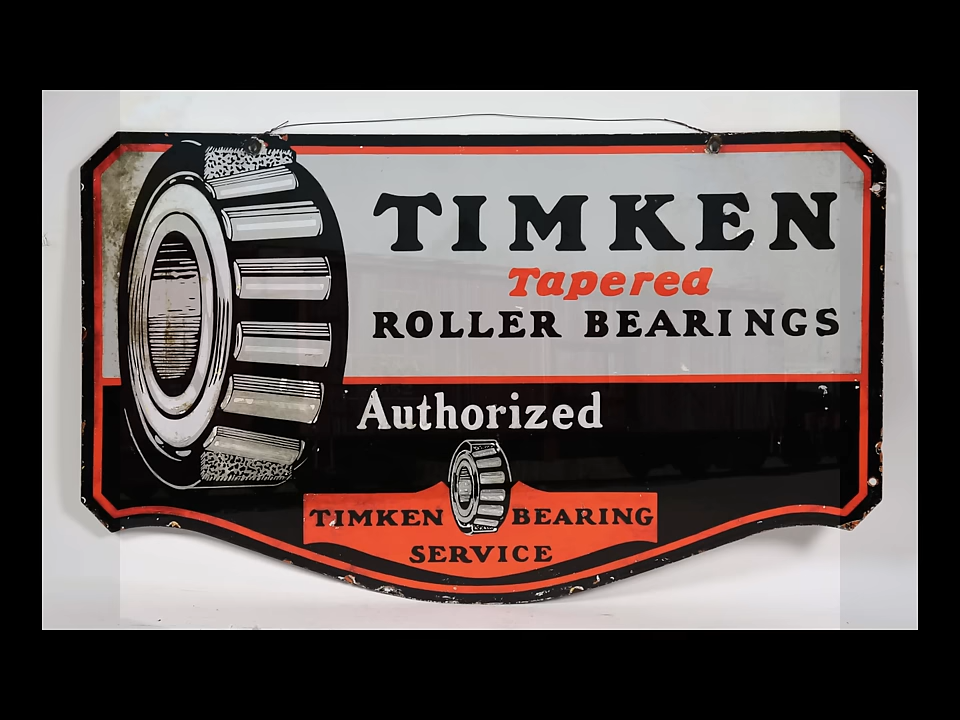 TIMKEN
Tapered
ROLLER BEARINGS
Authorized
TIMKEN BEARING
SERVICE